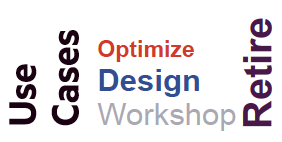 Use
Cases
Optimize
Design
Workshop
Retire